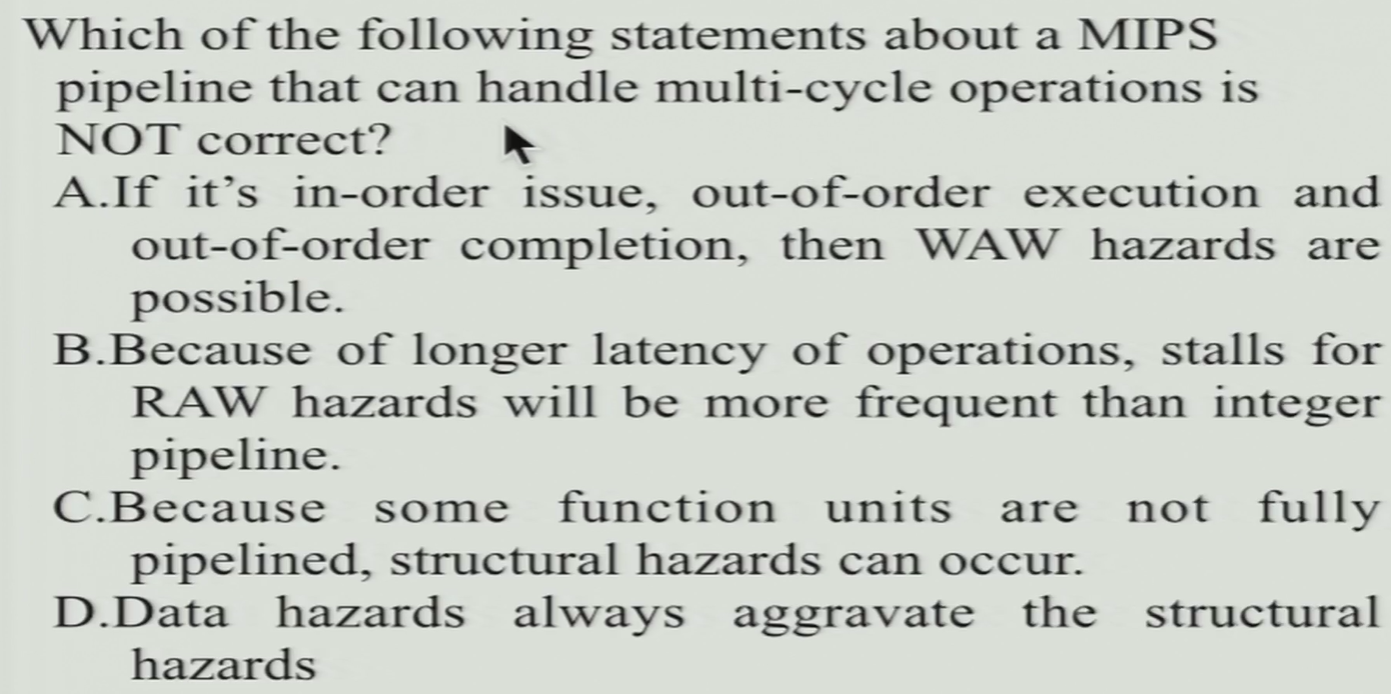 Which of the following statements about a MIPS
pipeline that can handle multi-cycle operations is
NOT correct?
A.If it’s in-order issue, out-of-order execution and
out-of-order completion, then WAW hazards are
possible.
B.Because of longer latency of operations, stalls for
RAW hazards will be more frequent than integer
pipeline.
C.Because some function units are not fully
pipelined, structural hazards can occur.
D.Data hazards always aggravate the structural
hazards